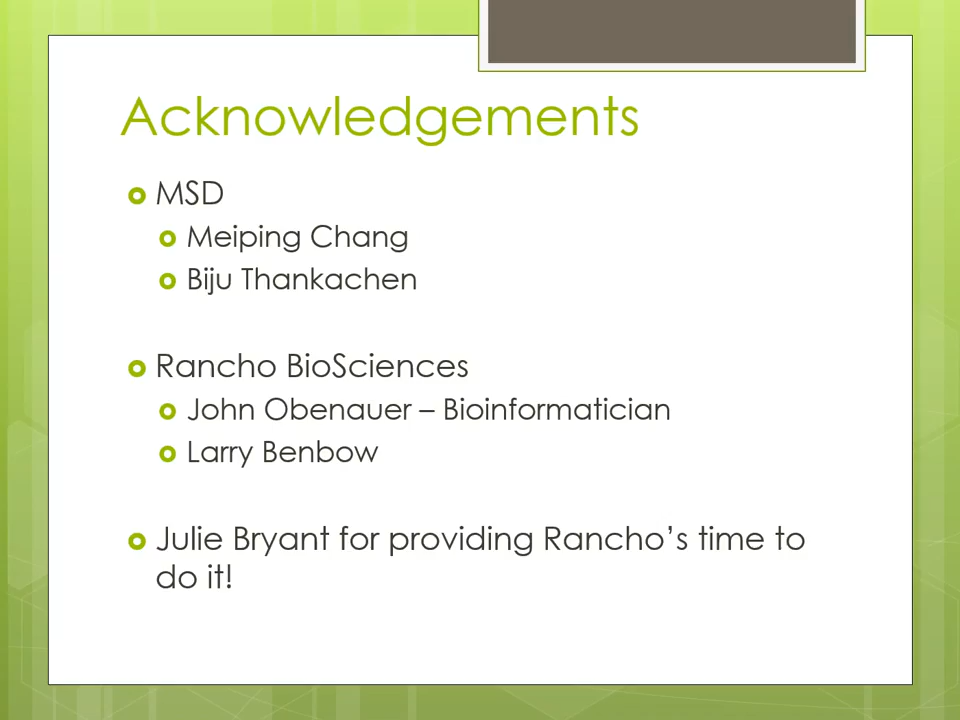 Acknowledgements
MSD
Meiping Chang
Biju Thankachen
Rancho BioSciences
John Obenauer – Bioinformatician
Larry Benbow
Julie Bryant for providing Rancho’s time to
do it!